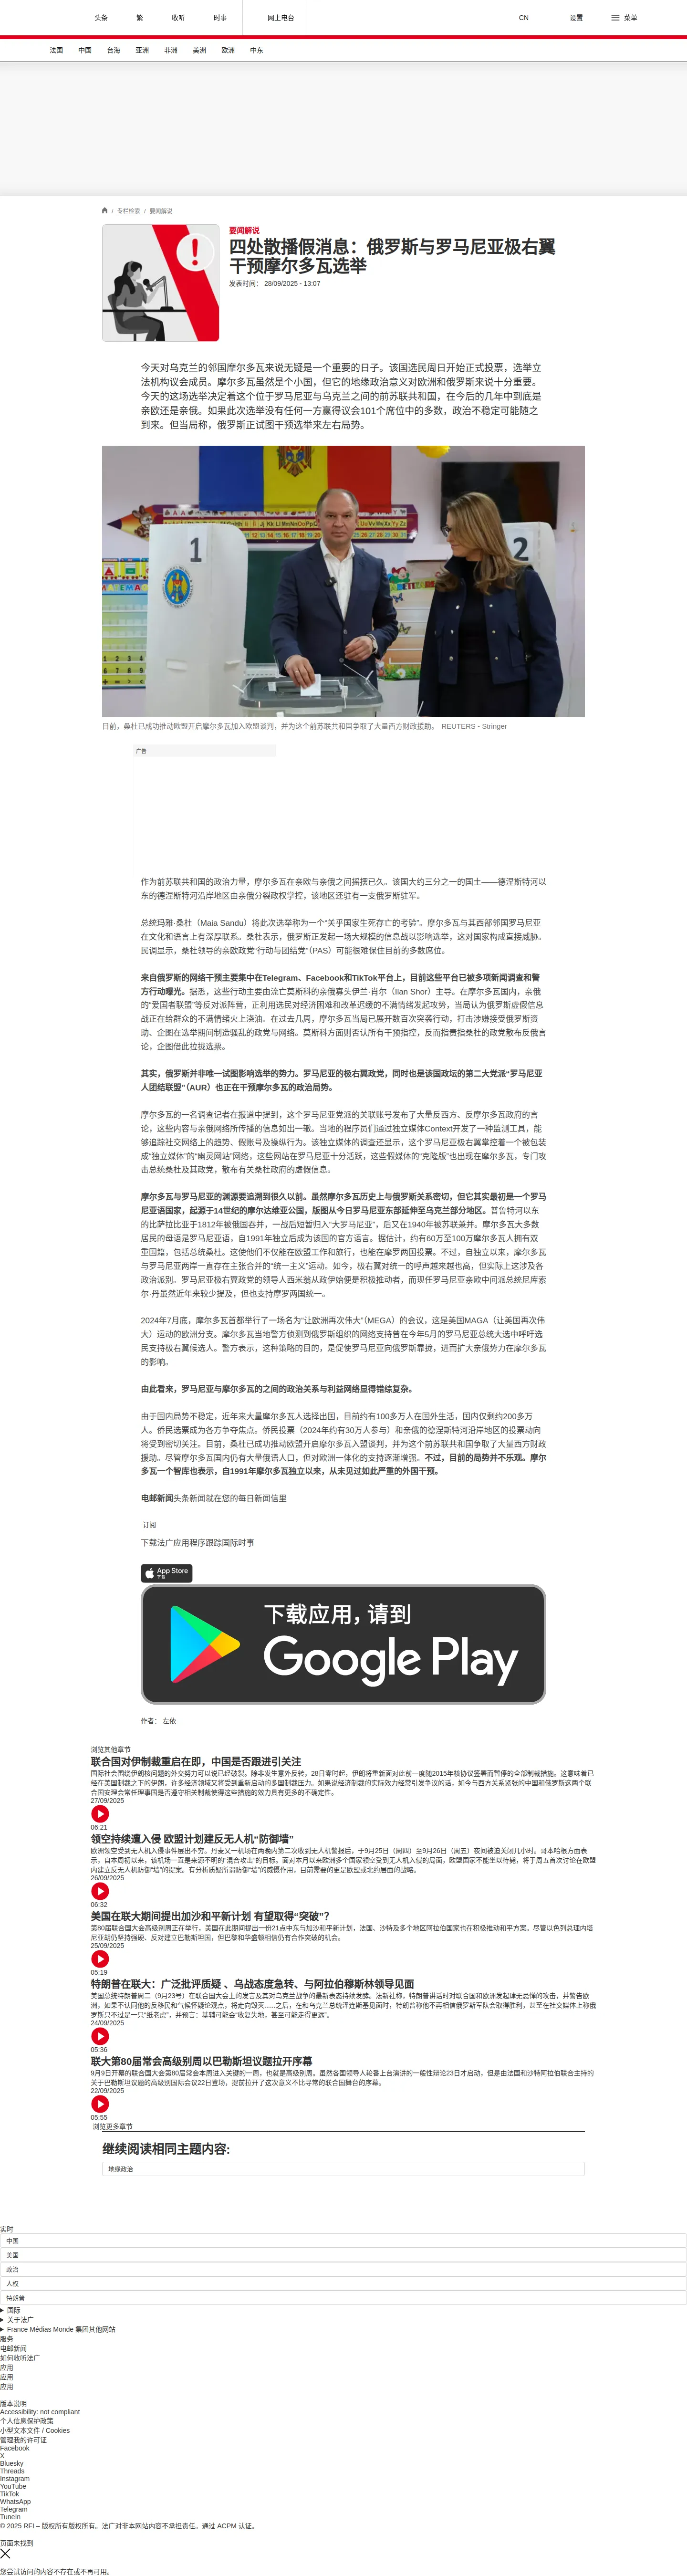 头条
繁
收听
时事
网上电台
CN
设置
菜单
法国
中国
台海
亚洲
非洲
美洲
欧洲
中东
/ 专栏检索 / 要闻解说
要闻解说
四处散播假消息：俄罗斯与罗马尼亚极右翼
干预摩尔多瓦选举
发表时间： 28/09/2025 - 13:07
今天对乌克兰的邻国摩尔多瓦来说无疑是一个重要的日子。该国选民周日开始正式投票，选举立
法机构议会成员。摩尔多瓦虽然是个小国，但它的地缘政治意义对欧洲和俄罗斯来说十分重要。
今天的这场选举决定着这个位于罗马尼亚与乌克兰之间的前苏联共和国，在今后的几年中到底是
亲欧还是亲俄。如果此次选举没有任何一方赢得议会101个席位中的多数，政治不稳定可能随之
到来。但当局称，俄罗斯正试图干预选举来左右局势。
1
2
目前，桑杜已成功推动欧盟开启摩尔多瓦加入欧盟谈判，并为这个前苏联共和国争取了大量西方财政援助。 REUTERS - Stringer
广告
作为前苏联共和国的政治力量，摩尔多瓦在亲欧与亲俄之间摇摆已久。该国大约三分之一的国土——德涅斯特河以
东的德涅斯特河沿岸地区由亲俄分裂政权掌控，该地区还驻有一支俄罗斯驻军。
总统玛雅·桑杜（Maia Sandu）将此次选举称为一个“关乎国家生死存亡的考验”。摩尔多瓦与其西部邻国罗马尼亚
在文化和语言上有深厚联系。桑杜表示，俄罗斯正发起一场大规模的信息战以影响选举，这对国家构成直接威胁。
民调显示，桑杜领导的亲欧政党“行动与团结党”（PAS）可能很难保住目前的多数席位。
来自俄罗斯的网络干预主要集中在Telegram、Facebook和TikTok平台上，目前这些平台已被多项新闻调查和警
方行动曝光。据悉，这些行动主要由流亡莫斯科的亲俄寡头伊兰·肖尔（Ilan Shor）主导。在摩尔多瓦国内，亲俄
的“爱国者联盟”等反对派阵营，正利用选民对经济困难和改革迟缓的不满情绪发起攻势，当局认为俄罗斯虚假信息
战正在给群众的不满情绪火上浇油。在过去几周，摩尔多瓦当局已展开数百次突袭行动，打击涉嫌接受俄罗斯资
助、企图在选举期间制造骚乱的政党与网络。莫斯科方面则否认所有干预指控，反而指责指桑杜的政党散布反俄言
论，企图借此拉拢选票。
其实，俄罗斯并非唯一试图影响选举的势力。罗马尼亚的极右翼政党，同时也是该国政坛的第二大党派“罗马尼亚
人团结联盟”（AUR）也正在干预摩尔多瓦的政治局势。
摩尔多瓦的一名调查记者在报道中提到，这个罗马尼亚党派的关联账号发布了大量反西方、反摩尔多瓦政府的言
论，这些内容与亲俄网络所传播的信息如出一辙。当地的程序员们通过独立媒体Context开发了一种监测工具，能
够追踪社交网络上的趋势、假账号及操纵行为。该独立媒体的调查还显示，这个罗马尼亚极右翼掌控着一个被包装
成“独立媒体”的“幽灵网站”网络，这些网站在罗马尼亚十分活跃，这些假媒体的“克隆版”也出现在摩尔多瓦，专门攻
击总统桑杜及其政党，散布有关桑杜政府的虚假信息。
摩尔多瓦与罗马尼亚的渊源要追溯到很久以前。虽然摩尔多瓦历史上与俄罗斯关系密切，但它其实最初是一个罗马
尼亚语国家，起源于14世纪的摩尔达维亚公国，版图从今日罗马尼亚东部延伸至乌克兰部分地区。普鲁特河以东
的比萨拉比亚于1812年被俄国吞并，一战后短暂归入“大罗马尼亚”，后又在1940年被苏联兼并。摩尔多瓦大多数
居民的母语是罗马尼亚语，自1991年独立后成为该国的官方语言。据估计，约有60万至100万摩尔多瓦人拥有双
重国籍，包括总统桑杜。这使他们不仅能在欧盟工作和旅行，也能在摩罗两国投票。不过，自独立以来，摩尔多瓦
与罗马尼亚两岸一直存在主张合并的“统一主义”运动。如今，极右翼对统一的呼声越来越也高，但实际上这涉及各
政治派别。罗马尼亚极右翼政党的领导人西米翁从政伊始便是积极推动者，而现任罗马尼亚亲欧中间派总统尼库索
尔·丹虽然近年来较少提及，但也支持摩罗两国统一。
2024年7月底，摩尔多瓦首都举行了一场名为“让欧洲再次伟大”（MEGA）的会议，这是美国MAGA（让美国再次伟
大）运动的欧洲分支。摩尔多瓦当地警方侦测到俄罗斯组织的网络支持曾在今年5月的罗马尼亚总统大选中呼吁选
民支持极右翼候选人。警方表示，这种策略的目的，是促使罗马尼亚向俄罗斯靠拢，进而扩大亲俄势力在摩尔多瓦
的影响。
由此看来，罗马尼亚与摩尔多瓦的之间的政治关系与利益网络显得错综复杂。
由于国内局势不稳定，近年来大量摩尔多瓦人选择出国，目前约有100多万人在国外生活，国内仅剩约200多万
人。侨民选票成为各方争夺焦点。侨民投票（2024年约有30万人参与）和亲俄的德涅斯特河沿岸地区的投票动向
将受到密切关注。目前，桑杜已成功推动欧盟开启摩尔多瓦入盟谈判，并为这个前苏联共和国争取了大量西方财政
援助。尽管摩尔多瓦国内仍有大量俄语人口，但对欧洲一体化的支持逐渐增强。不过，目前的局势并不乐观。摩尔
多瓦一个智库也表示，自1991年摩尔多瓦独立以来，从未见过如此严重的外国干预。
电邮新闻头条新闻就在您的每日新闻信里
订阅
下载法广应用程序跟踪国际时事
App Store
下载
下载应用，请到
Google Play
作者： 左依
浏览其他章节
联合国对伊制裁重启在即，中国是否跟进引关注
国际社会围绕伊朗核问题的外交努力可以说已经破裂。除非发生意外反转，28日零时起，伊朗将重新面对此前一度随2015年核协议签署而暂停的全部制裁措施。这意味着已
经在美国制裁之下的伊朗，许多经济领域又将受到重新启动的多国制裁压力。如果说经济制裁的实际效力经常引发争议的话，如今与西方关系紧张的中国和俄罗斯这两个联
合国安理会常任理事国是否遵守相关制裁使得这些措施的效力具有更多的不确定性。
27/09/2025
06:21
领空持续遭入侵 欧盟计划建反无人机“防御墙”
欧洲领空受到无人机入侵事件层出不穷。丹麦又一机场在两晚内第二次收到无人机警报后，于9月25日（周四）至9月26日（周五）夜间被迫关闭几小时。哥本哈根方面表
示，自本周初以来，该机场一直是来源不明的“混合攻击”的目标。面对本月以来欧洲多个国家领空受到无人机入侵的局面，欧盟国家不能坐以待毙，将于周五首次讨论在欧盟
内建立反无人机防御“墙”的提案。有分析质疑所谓防御“墙”的威慑作用，目前需要的更是欧盟或北约层面的战略。
26/09/2025
06:32
美国在联大期间提出加沙和平新计划 有望取得“突破”？
第80届联合国大会高级别周正在举行，美国在此期间提出一份21点中东与加沙和平新计划，法国、沙特及多个地区阿拉伯国家也在积极推动和平方案。尽管以色列总理内塔
尼亚胡仍坚持强硬、反对建立巴勒斯坦国，但巴黎和华盛顿相信仍有合作突破的机会。
25/09/2025
05:19
特朗普在联大：广泛批评质疑 、乌战态度急转、与阿拉伯穆斯林领导见面
美国总统特朗普周二（9月23号）在联合国大会上的发言及其对乌克兰战争的最新表态持续发酵。法新社称，特朗普讲话时对联合国和欧洲发起肆无忌惮的攻击，并警告欧
洲，如果不认同他的反移民和气候怀疑论观点，将走向毁灭……之后，在和乌克兰总统泽连斯基见面时，特朗普称他不再相信俄罗斯军队会取得胜利，甚至在社交媒体上称俄
罗斯只不过是一只“纸老虎”，并预言：基辅可能会“收复失地，甚至可能走得更远”。
24/09/2025
05:36
联大第80届常会高级别周以巴勒斯坦议题拉开序幕
9月9日开幕的联合国大会第80届常会本周进入关键的一周，也就是高级别周。虽然各国领导人轮番上台演讲的一般性辩论23日才启动，但是由法国和沙特阿拉伯联合主持的
关于巴勒斯坦议题的高级别国际会议22日登场，提前拉开了这次意义不比寻常的联合国舞台的序幕。
22/09/2025
05:55
浏览更多章节
继续阅读相同主题内容:
地缘政治
实时
中国
美国
政治
人权
特朗普
国际
关于法广
France Médias Monde 集团其他网站
服务
电邮新闻
如何收听法广
应用
应用
应用
版本说明
Accessibility: not compliant
个人信息保护政策
小型文本文件 / Cookies
管理我的许可证
Facebook
X
Bluesky
Threads
Instagram
YouTube
TikTok
WhatsApp
Telegram
TuneIn
© 2025 RFI – 版权所有版权所有。法广对非本网站内容不承担责任。通过 ACPM 认证。
页面未找到
您尝试访问的内容不存在或不再可用。